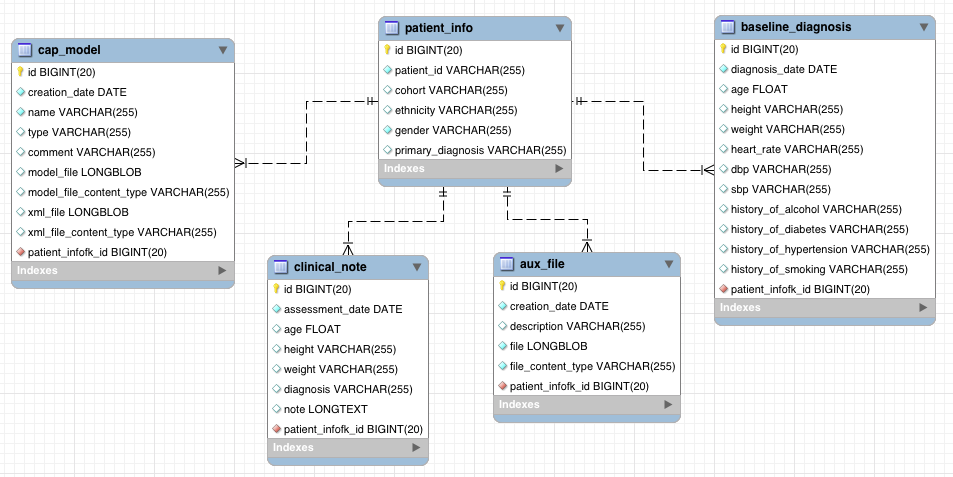 cap_model
id BIGINT(20)
creation_date DATE
name VARCHAR(255)
type VARCHAR(255)
comment VARCHAR(255)
model_file LONGBLOB
model_file_content_type VARCHAR(255)
xml_file LONGBLOB
xml_file_content_type VARCHAR(255)
patient_infofk_id BIGINT(20)
Indexes
patient_info
id BIGINT(20)
patient_id VARCHAR(255)
cohort VARCHAR(255)
ethnicity VARCHAR(255)
gender VARCHAR(255)
primary_diagnosis VARCHAR(255)
Indexes
baseline_diagnosis
id BIGINT(20)
diagnosis_date DATE
age FLOAT
height VARCHAR(255)
weight VARCHAR(255)
heart_rate VARCHAR(255)
dbp VARCHAR(255)
sbp VARCHAR(255)
history_of_alcohol VARCHAR(255)
history_of_diabetes VARCHAR(255)
history_of_hypertension VARCHAR(255)
history_of_smoking VARCHAR(255)
patient_infofk_id BIGINT(20)
Indexes
clinical_note
id BIGINT(20)
assessment_date DATE
age FLOAT
height VARCHAR(255)
weight VARCHAR(255)
diagnosis VARCHAR(255)
note LONGTEXT
patient_infofk_id BIGINT(20)
Indexes
aux_file
id BIGINT(20)
creation_date DATE
description VARCHAR(255)
file LONGBLOB
file_content_type VARCHAR(255)
patient_infofk_id BIGINT(20)
Indexes